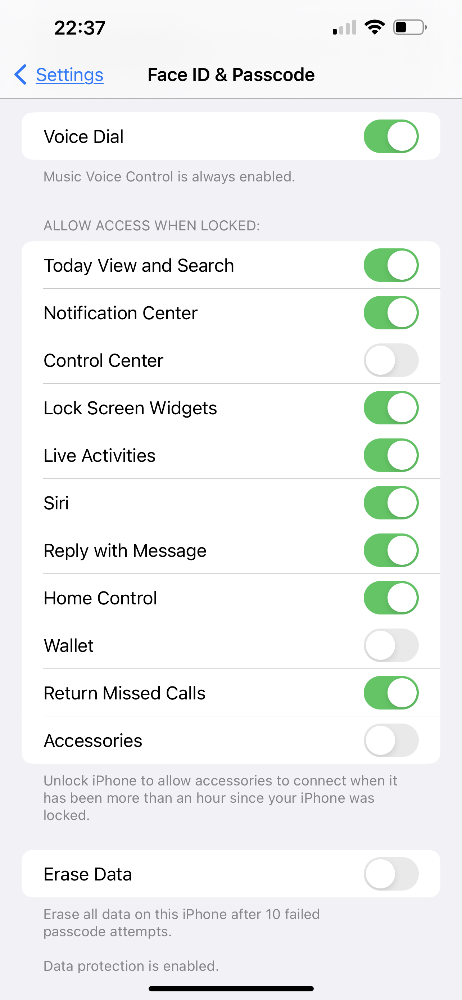 22:37
Settings
Face ID & Passcode
Voice Dial
Music Voice Control is always enabled.
ALLOW ACCESS WHEN LOCKED:
Today View and Search
Notification Center
Control Center
Lock Screen Widgets
Live Activities
Siri
Reply with Message
Home Control
Wallet
Return Missed Calls
Accessories
Unlock iPhone to allow accessories to connect when it
has been more than an hour since your iPhone was
locked.
Erase Data
Erase all data on this iPhone after 10 failed
passcode attempts.
Data protection is enabled.